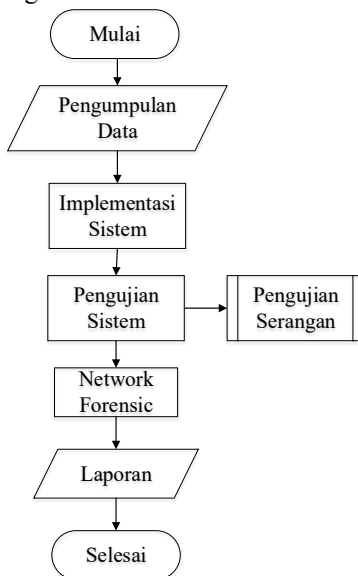 Mulai
Pengumpulan
Data
Implementasi
Sistem
Pengujian
Sistem
Pengujian
Serangan
Network
Forensic
Laporan
Selesai